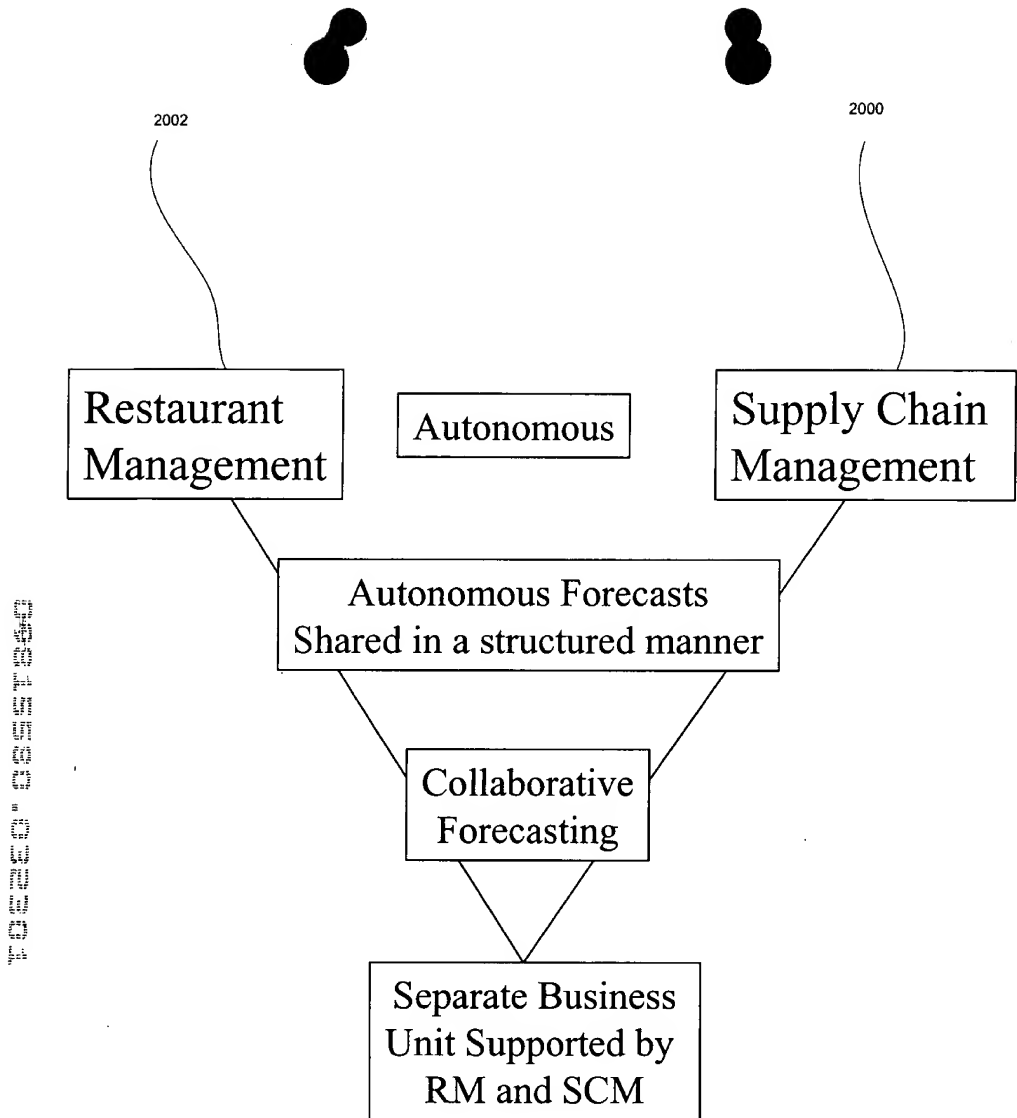 2002
2000
Restaurant
Management
Autonomous
Supply Chain
Management
Autonomous Forecasts
Shared in a structured manner
Collaborative
Forecasting
Separate Business
Unit Supported by
RM and SCM